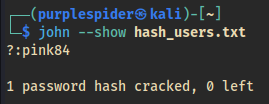 ┌──(purplespider㉿kali)-[~]
└─$ john --show hash_users.txt
?:pink84
1 password hash cracked, 0 left